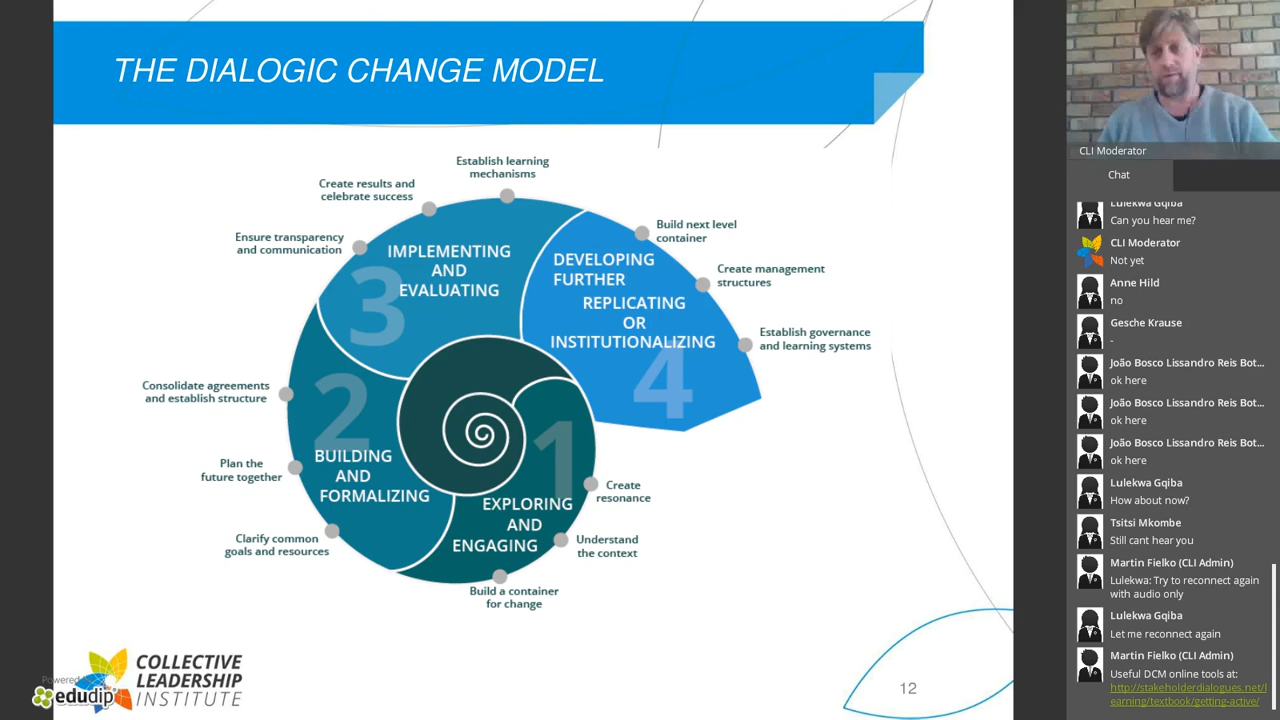 THE DIALOGIC CHANGE MODEL
Establish learning
mechanisms
Create results and
celebrate success
Ensure transparency
and communication
Build next level
container
Create management
structures
Establish governance
and learning systems
IMPLEMENTING
AND
EVALUATING
3
DEVELOPING
FURTHER
REPLICATING
OR
INSTITUTIONALIZING
4
Consolidate agreements
and establish structure
Plan the
future together
Clarify common
goals and resources
2
BUILDING
AND
FORMALIZING
1
EXPLORING
AND
ENGAGING
Create
resonance
Understand
the context
Build a container
for change
COLLECTIVE
LEADERSHIP
INSTITUTE
Powered by
edudip
12
CLI Moderator
Chat
Lulekwa Gqiba
Can you hear me?
CLI Moderator
Not yet
Anne Hild
no
Gesche Krause
-
João Bosco Lissandro Reis Bot...
ok here
João Bosco Lissandro Reis Bot...
ok here
João Bosco Lissandro Reis Bot...
ok here
Lulekwa Gqiba
How about now?
Tsitsi Mkombe
Still cant hear you
Martin Fielko (CLI Admin)
Lulekwa: Try to reconnect again
with audio only
Lulekwa Gqiba
Let me reconnect again
Martin Fielko (CLI Admin)
Useful DCM online tools at:
http://stakeholderdialogues.net/l
earning/textbook/getting-active/